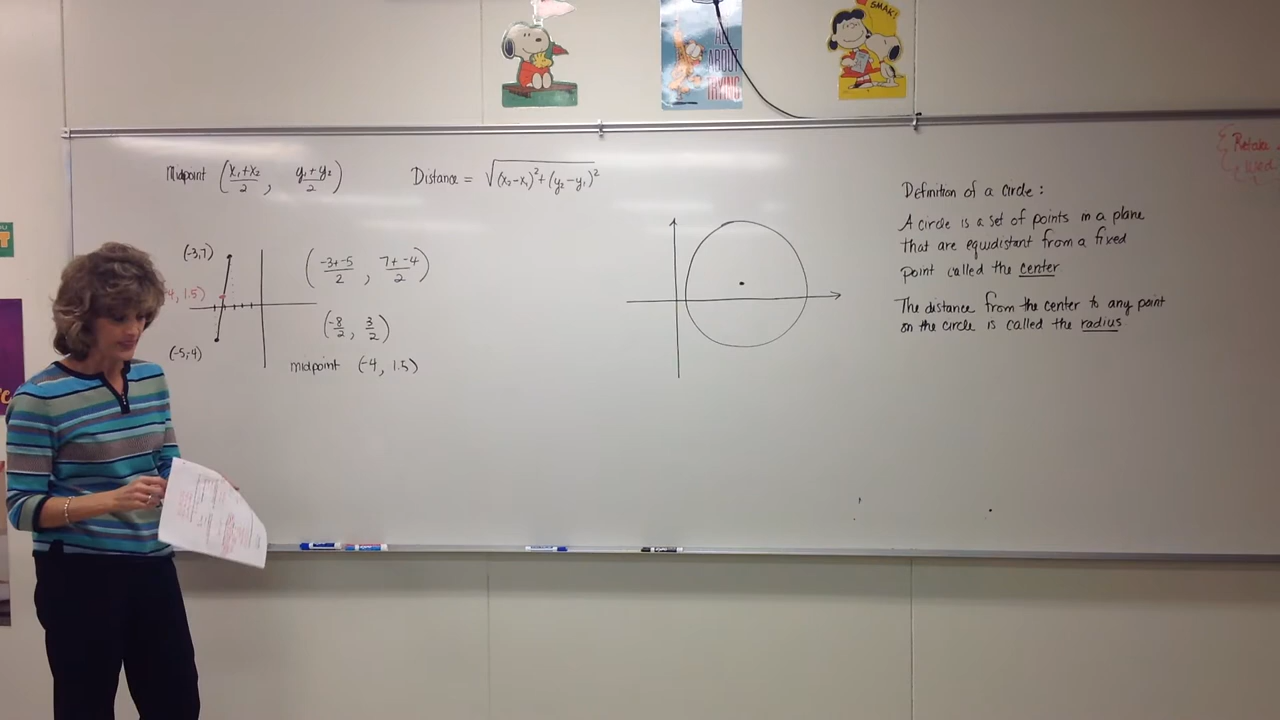 SMAK!
ALL
ABOUT
TRYING
Midpoint (x₁+x₂/2, y₁+y₂/2)
Distance = √(x₂-x₁)²+(y₂-y₁)²
Retake
Definition of a circle:
A circle is a set of points in a plane
that are equidistant from a fixed
point called the center
The distance from the center to any point
on the circle is called the radius.
(-3,7)
(-3+-5/2, 7+-4/2)
4, 1.5)
(-8/2, 3/2)
(-5,-4)
midpoint (-4, 1.5)